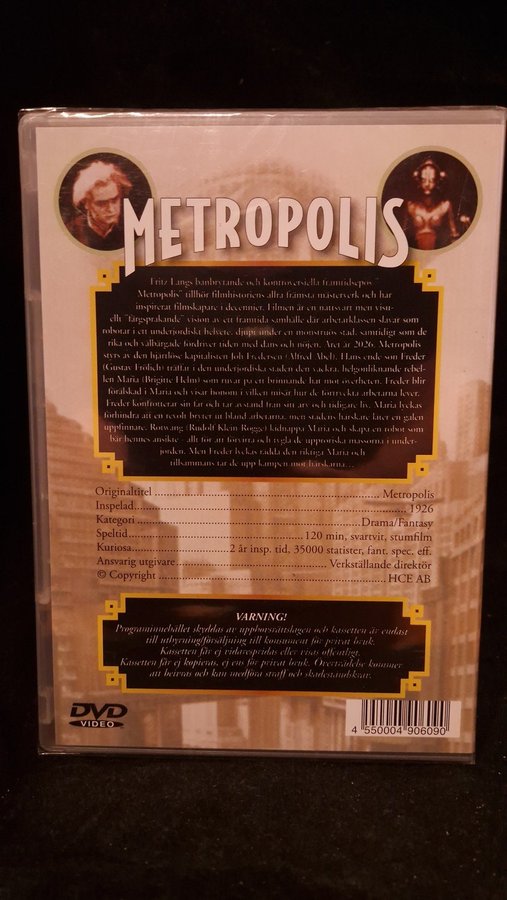 METROPOLIS
Fritz Langs banbrytande och kontroversiella framtidsepos
"Metropolis" tillhör filmhistoriens allra främsta mästerverk och har
inspirerat filmskapare i decennier. Filmen är en nattsvart men visu-
ellt "färgsprakande" vision av ett framtida samhälle där arbetarklassen slavar som
robotar i ett underjordiskt helvete, djupt under en monstruös stad, samtidigt som de
rika och välbärgade fördriver tiden med dans och nöjen. Året är 2026. Metropolis
styrs av den hjärtlöse kapitalisten Joh Fredersen (Alfred Abel). Hans ende son Freder
(Gustav Frölich) träffar i den underjordiska staden den vackra, helgonliknande rebel-
len Maria (Brigitte Helm) som ruvar på ett brinnande hat mot överheten. Freder blir
förälskad i Maria och visar honom i vilken misär hur de förtryckta arbetarna lever.
Freder konfronterar sin far och tar avstånd från sitt arv och tidigare liv. Maria lyckas
förhindra att en revolt bryter ut bland arbetarna, men stadens härskare låter en galen
uppfinnare, Rotwang (Rudolf Klein-Rogge) kidnappa Maria och skapa en robot som
bär hennes ansikte - allt för att förvirra och tygla de upproriska massorna i under-
jorden. Men Freder lyckas rädda den riktiga Maria och
tillsammans tar de upp kampen mot härskarna...
Originaltitel ... Metropolis
Inspelad ... 1926
Kategori ... Drama/Fantasy
Speltid ... 120 min, svartvit, stumfilm
Kuriosa ... 2 år insp. tid, 35000 statister, fant. spec. eff.
Ansvarig utgivare ... Verkställande direktör
© Copyright ... HCE AB
VARNING!
Programinnehållet skyddas av upphovsrättslagen och kassetten är endast
till uthyrning/försäljning till konsument för privat bruk.
Kassetten får ej vidarespridas eller visas offentligt.
Kassetten får ej kopieras, ej ens för privat bruk. Överträdelse kommer
att beivras och kan medföra straff och skadeståndskrav.
DVD
VIDEO
4 550004 906090